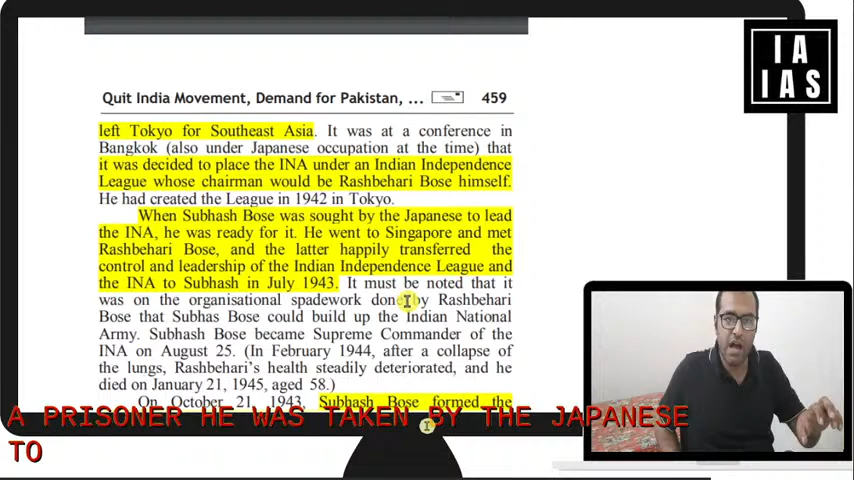 IA
IAS
Quit India Movement, Demand for Pakistan, ... 459
left Tokyo for Southeast Asia. It was at a conference in
Bangkok (also under Japanese occupation at the time) that
it was decided to place the INA under an Indian Independence
League whose chairman would be Rashbehari Bose himself.
He had created the League in 1942 in Tokyo.
When Subhash Bose was sought by the Japanese to lead
the INA, he was ready for it. He went to Singapore and met
Rashbehari Bose, and the latter happily transferred the
control and leadership of the Indian Independence League and
the INA to Subhash in July 1943. It must be noted that it
was on the organisational spadework done by Rashbehari
Bose that Subhas Bose could build up the Indian National
Army. Subhash Bose became Supreme Commander of the
INA on August 25. (In February 1944, after a collapse of
the lungs, Rashbehari's health steadily deteriorated, and he
died on January 21, 1945, aged 58.)
On October 21, 1943, Subhash Bose formed the
A PRISONER HE WAS TAKEN BY THE JAPANESE
TO